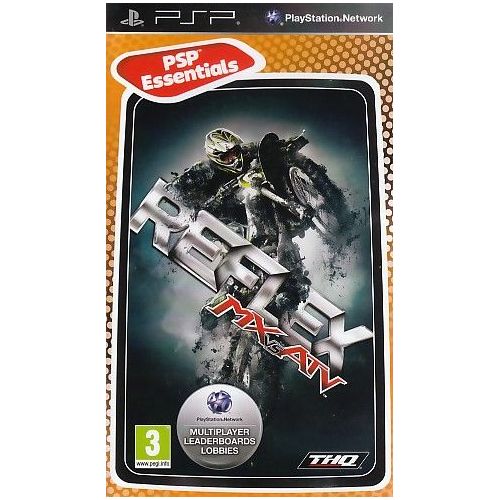 PSP
PlayStation®Network
PSP®
Essentials
REFLEX
MX vs ATV
PlayStation®Network
MULTIPLAYER
LEADERBOARDS
LOBBIES
3
www.pegi.info
THQ